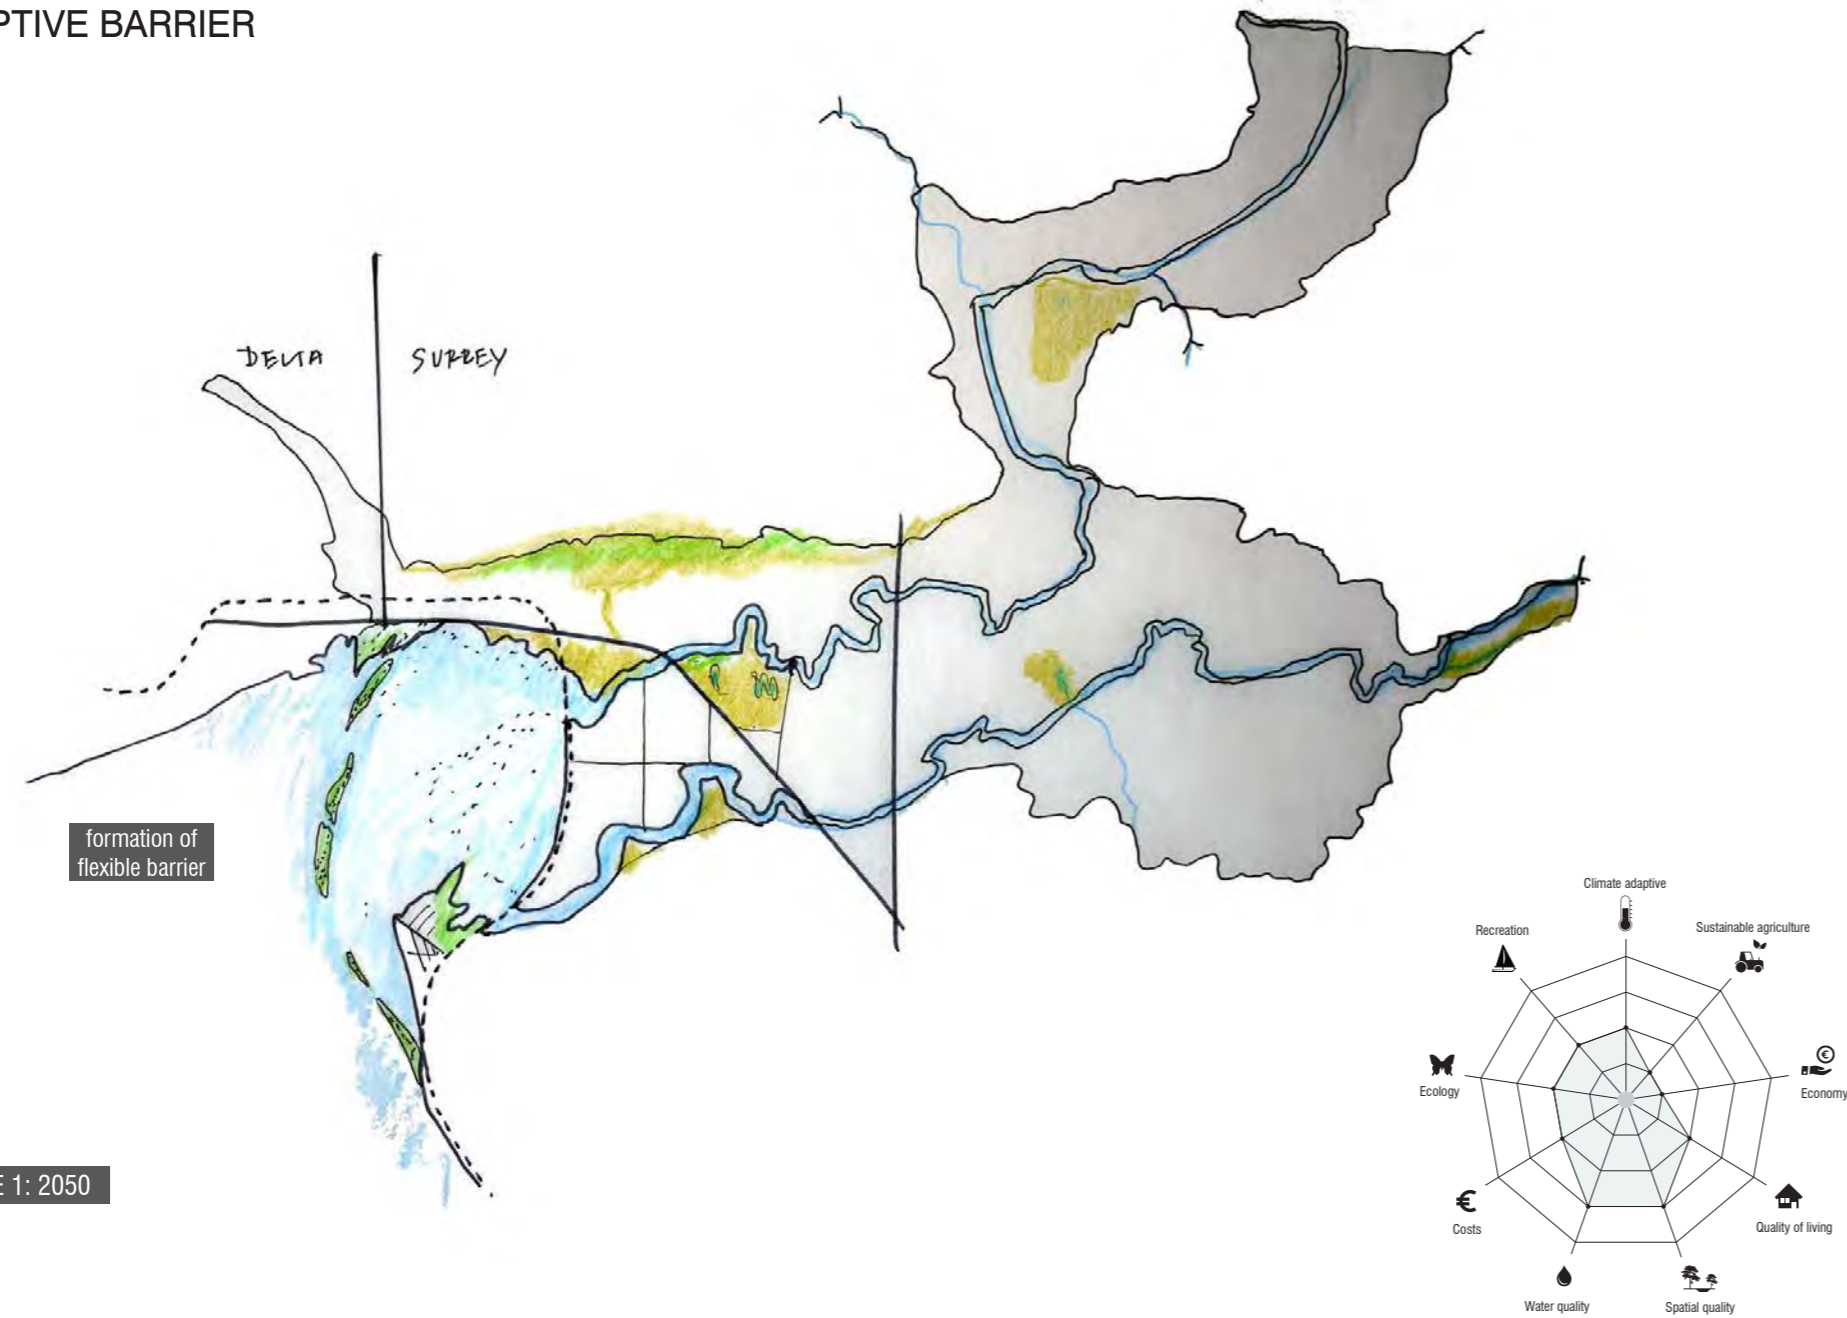 PTIVE BARRIER
DELTA
SURREY
formation of
flexible barrier
E 1: 2050
Climate adaptive
Recreation
Sustainable agriculture
Ecology
€
Economy
€
Costs
Quality of living
Water quality
Spatial quality